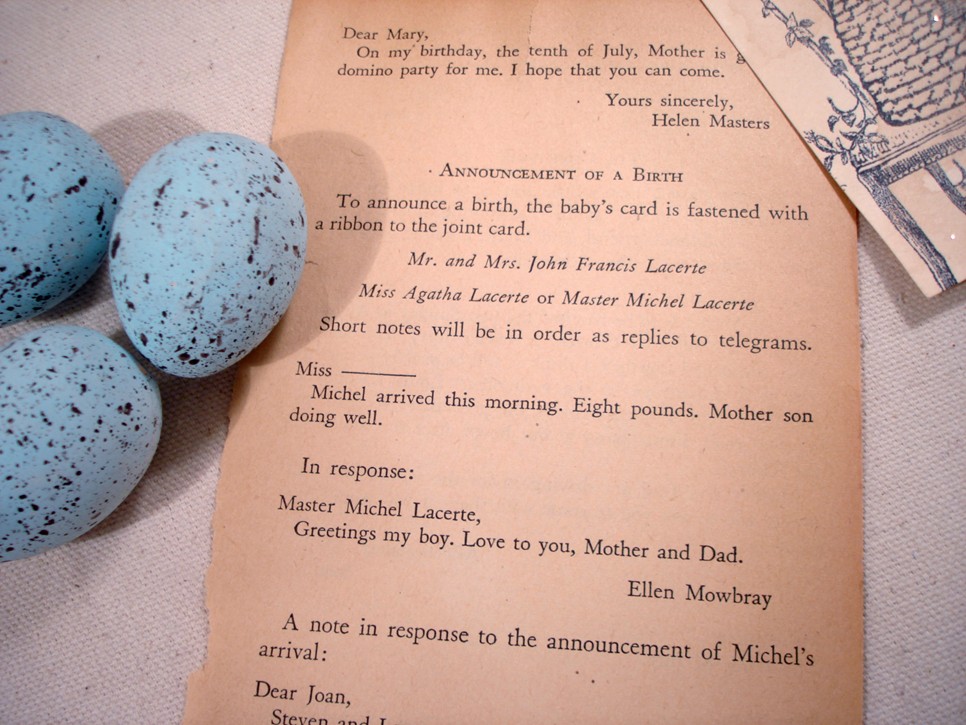 Dear Mary,
On my birthday, the tenth of July, Mother is
domino party for me. I hope that you can come.
Yours sincerely,
Helen Masters
ANNOUNCEMENT OF A BIRTH
To announce a birth, the baby's card is fastened with
a ribbon to the joint card.
Mr. and Mrs. John Francis Lacerte
Miss Agatha Lacerte or Master Michel Lacerte
Short notes will be in order as replies to telegrams.
Miss ———
Michel arrived this morning. Eight pounds. Mother son
doing well.
In response:
Master Michel Lacerte,
Greetings my boy. Love to you, Mother and Dad.
Ellen Mowbray
A note in response to the announcement of Michel's
arrival:
Dear Joan,
Steven and